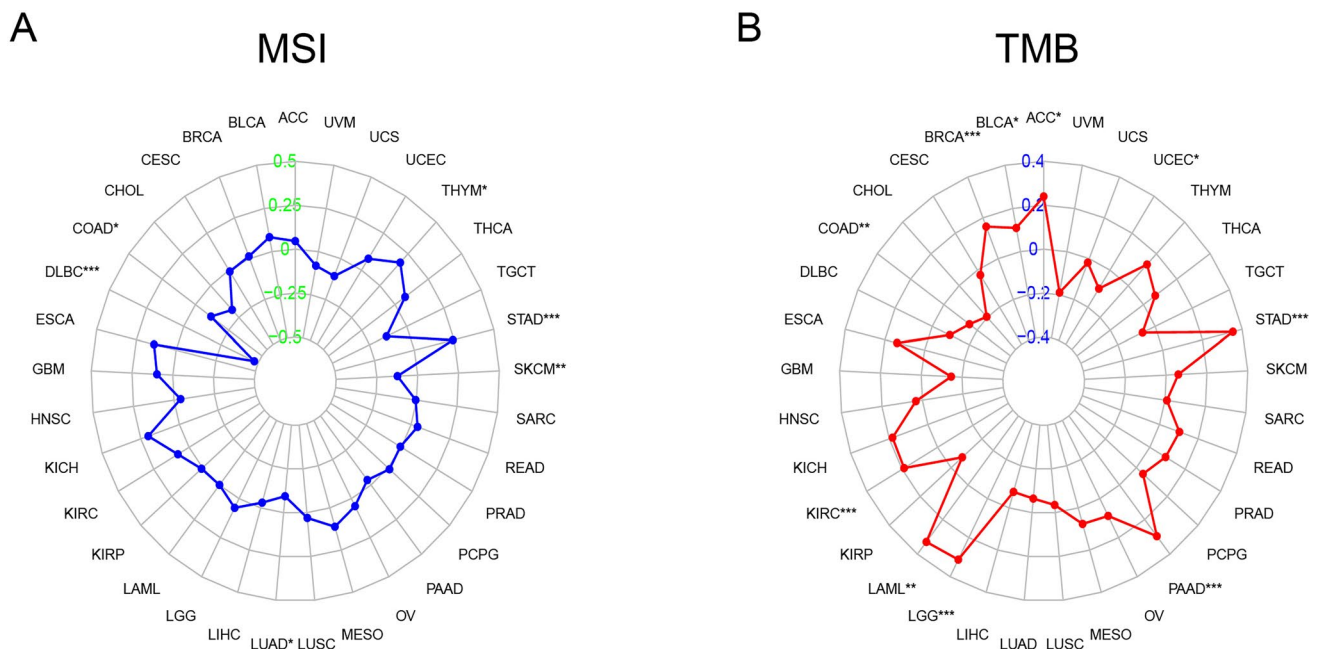 A
MSI
ACC
UVM
UCS
UCEC
THYM*
THCA
TGCT
STAD***
SKCM**
SARC
READ
PRAD
PCPG
PAAD
OV
MESO
LUSC
LUAD*
LIHC
LGG
LAML
KIRP
KIRC
KICH
HNSC
GBM
ESCA
DLBC***
COAD*
CHOL
CESC
BRCA
BLCA
0.5
0.25
0
−0.25
−0.5
B
TMB
ACC*
UVM
UCS
UCEC*
THYM
THCA
TGCT
STAD***
SKCM
SARC
READ
PRAD
PCPG
PAAD***
OV
MESO
LUSC
LUAD
LIHC
LGG***
LAML**
KIRP
KIRC***
KICH
HNSC
GBM
ESCA
DLBC
COAD**
CHOL
CESC
BRCA***
BLCA*
0.4
0.2
0
−0.2
−0.4